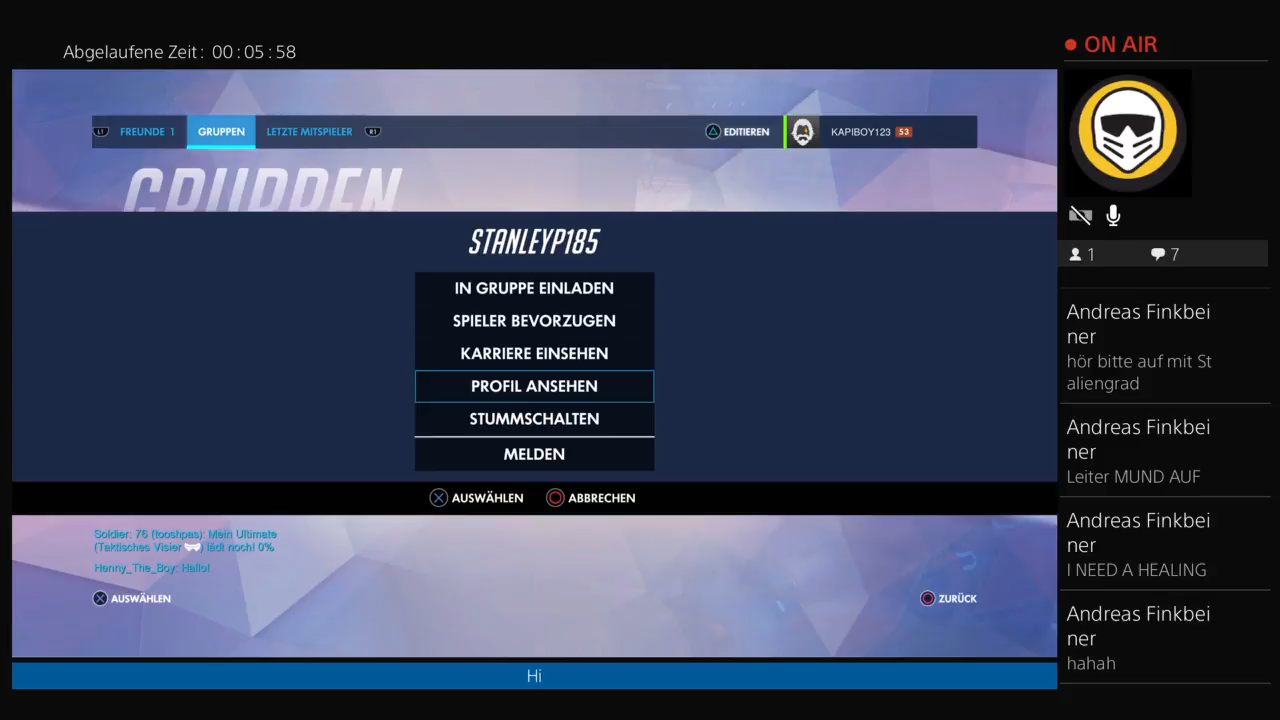 Abgelaufene Zeit: 00:05:58
ON AIR
L1 FREUNDE 1 GRUPPEN LETZTE MITSPIELER R1 EDITIEREN KAPIBOY123 53
GRUPPEN
STANLEYP185
IN GRUPPE EINLADEN
SPIELER BEVORZUGEN
KARRIERE EINSEHEN
PROFIL ANSEHEN
STUMMSCHALTEN
MELDEN
AUSWÄHLEN ABBRECHEN
Soldier: 76 (tooshpas): Mein Ultimate
(Taktisches Visier ) lädt noch! 0%
Henny_The_Boy: Hallo!
AUSWÄHLEN ZURÜCK
Hi
1 7
Andreas Finkbei
ner
hör bitte auf mit St
aliengrad
Andreas Finkbei
ner
Leiter MUND AUF
Andreas Finkbei
ner
I NEED A HEALING
Andreas Finkbei
ner
hahah